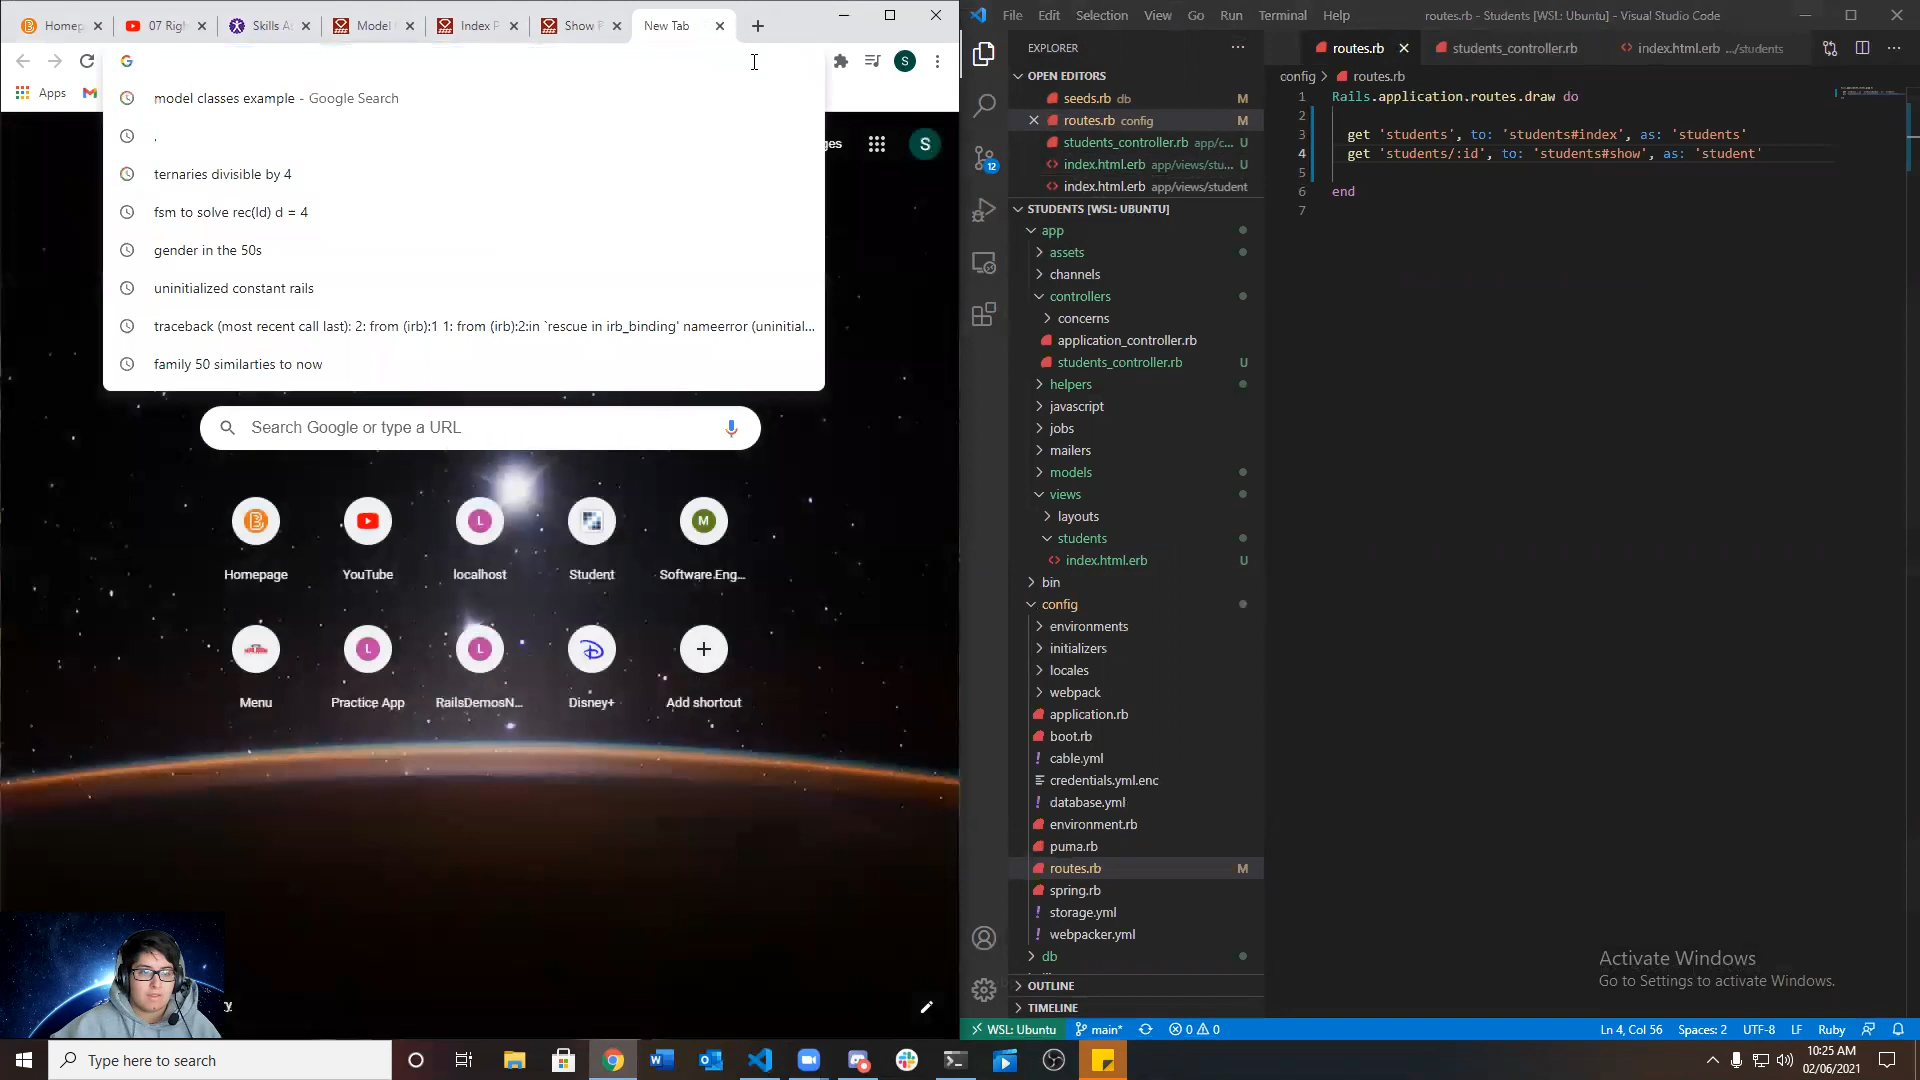 Homep
07 Righ
Skills A
Model
Index P
Show P
New Tab
Apps
model classes example - Google Search
.
ternaries divisible by 4
fsm to solve rec(ld) d = 4
gender in the 50s
uninitialized constant rails
traceback (most recent call last): 2: from (irb):1 1: from (irb):2:in `rescue in irb_binding' nameerror (uninitial...
family 50 similarties to now
ges
S
S
Search Google or type a URL
Homepage
YouTube
L
localhost
Student
M
Software Eng...
Menu
L
Practice App
L
RailsDemosN...
Disney+
Add shortcut
y
File Edit Selection View Go Run Terminal Help
routes.rb - Students [WSL: Ubuntu] - Visual Studio Code
EXPLORER
OPEN EDITORS
seeds.rb db M
routes.rb config M
students_controller.rb app/c... U
index.html.erb app/views/stu... U
index.html.erb app/views/student
12
STUDENTS [WSL: UBUNTU]
app
assets
channels
controllers
concerns
application_controller.rb
students_controller.rb U
helpers
javascript
jobs
mailers
models
views
layouts
students
index.html.erb U
bin
config
environments
initializers
locales
webpack
application.rb
boot.rb
cable.yml
credentials.yml.enc
database.yml
environment.rb
puma.rb
routes.rb M
spring.rb
storage.yml
webpacker.yml
db
OUTLINE
TIMELINE
routes.rb
students_controller.rb
index.html.erb .../students
config > routes.rb
1 Rails.application.routes.draw do
2
3 get 'students', to: 'students#index', as: 'students'
4 get 'students/:id', to: 'students#show', as: 'student'
5
6 end
7
Activate Windows
Go to Settings to activate Windows.
WSL: Ubuntu main* 0 0 Ln 4, Col 56 Spaces: 2 UTF-8 LF Ruby
Type here to search
10:25 AM
02/06/2021